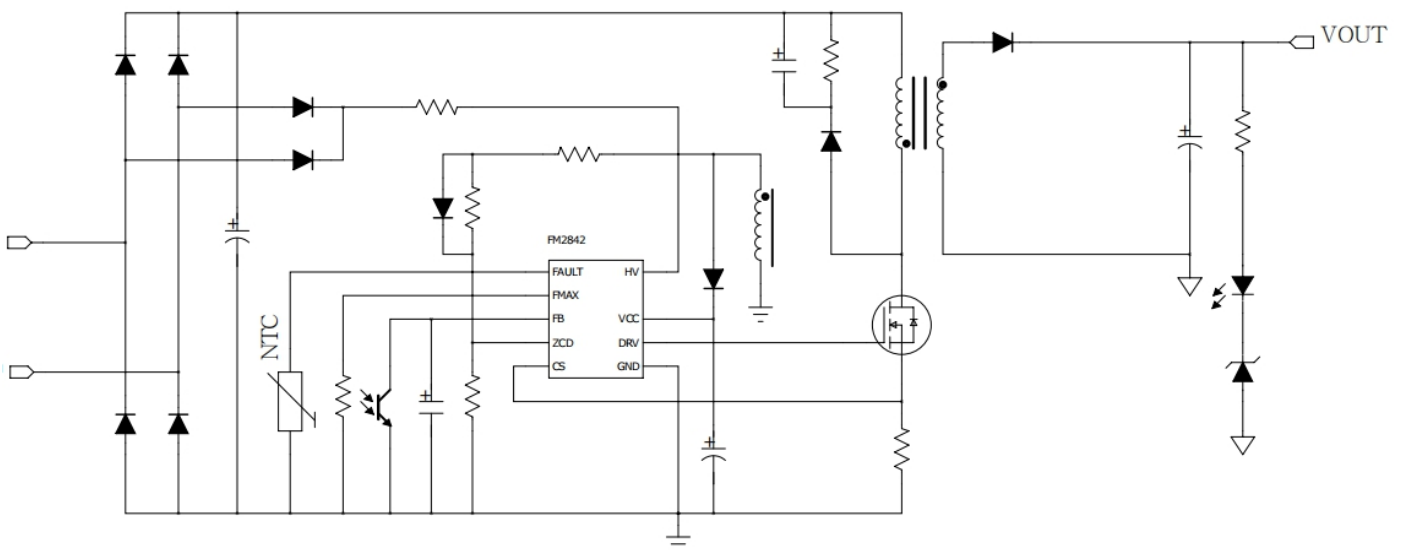 VOUT
FM2842
FAULT HV
FMAX
FB VCC
ZCD DRV
CS GND
NTC